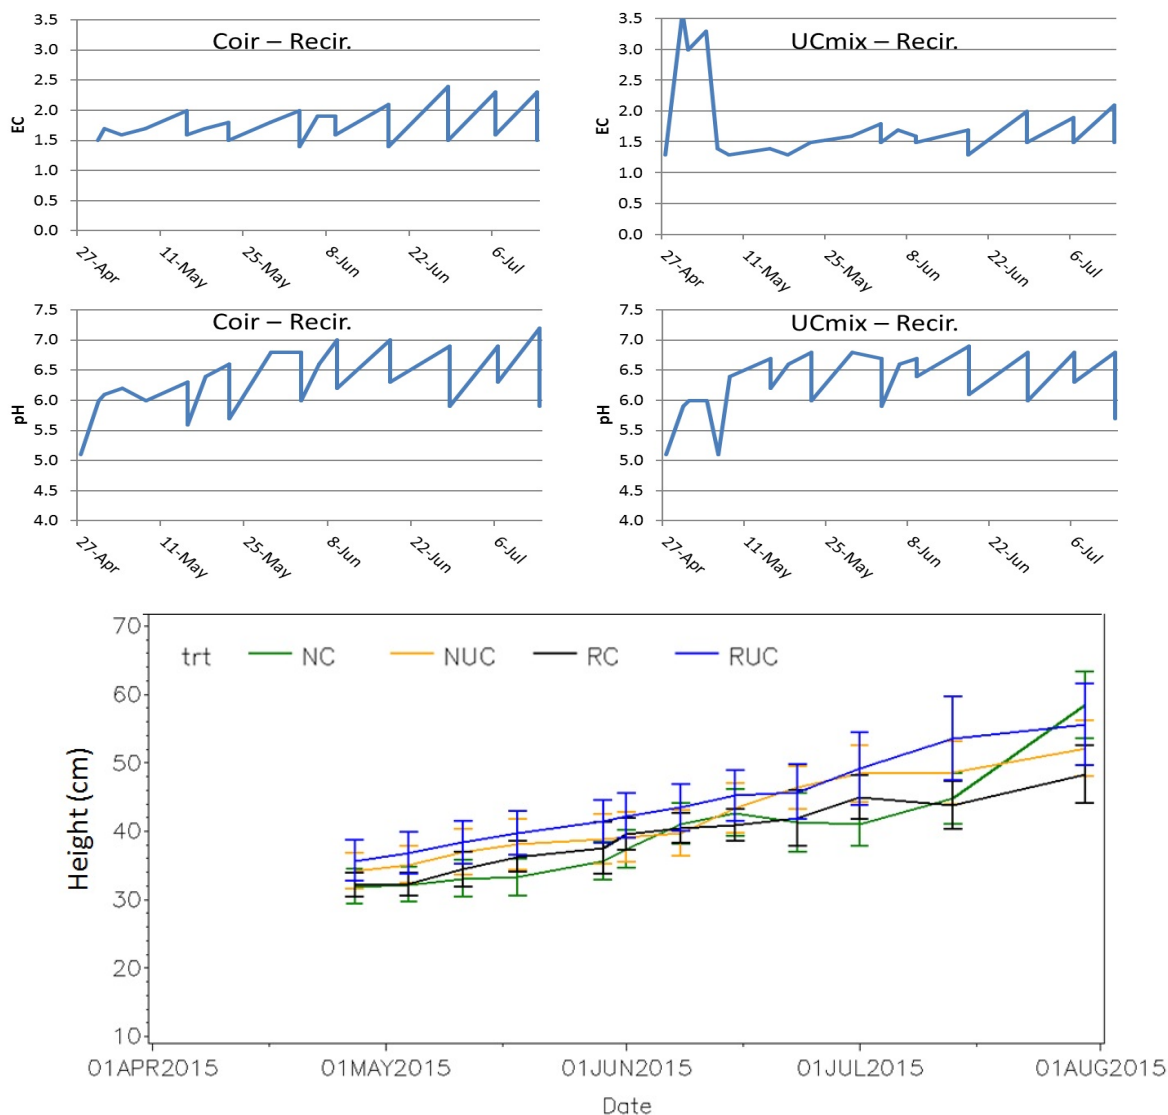 Coir – Recir.
EC
3.5
3.0
2.5
2.0
1.5
1.0
0.5
0.0
27-Apr
11-May
25-May
8-Jun
22-Jun
6-Jul
UCmix – Recir.
EC
3.5
3.0
2.5
2.0
1.5
1.0
0.5
0.0
27-Apr
11-May
25-May
8-Jun
22-Jun
6-Jul
Coir – Recir.
pH
7.5
7.0
6.5
6.0
5.5
5.0
4.5
4.0
27-Apr
11-May
25-May
8-Jun
22-Jun
6-Jul
UCmix – Recir.
pH
7.5
7.0
6.5
6.0
5.5
5.0
4.5
4.0
27-Apr
11-May
25-May
8-Jun
22-Jun
6-Jul
trt NC NUC RC RUC
Height (cm)
70
60
50
40
30
20
10
01APR2015 01MAY2015 01JUN2015 01JUL2015 01AUG2015
Date